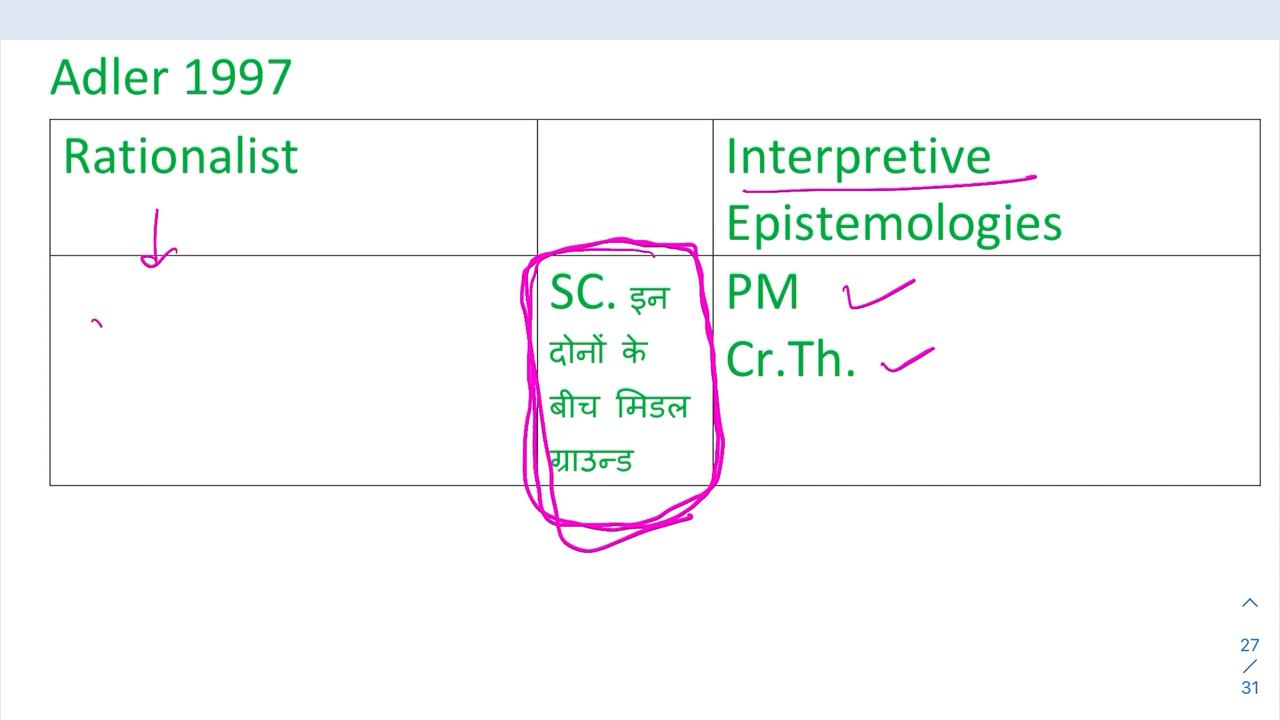 Adler 1997
Rationalist
Interpretive
Epistemologies
SC. इन
दोनों के
बीच मिडल
ग्राउन्ड
PM
Cr.Th.
27
/
31